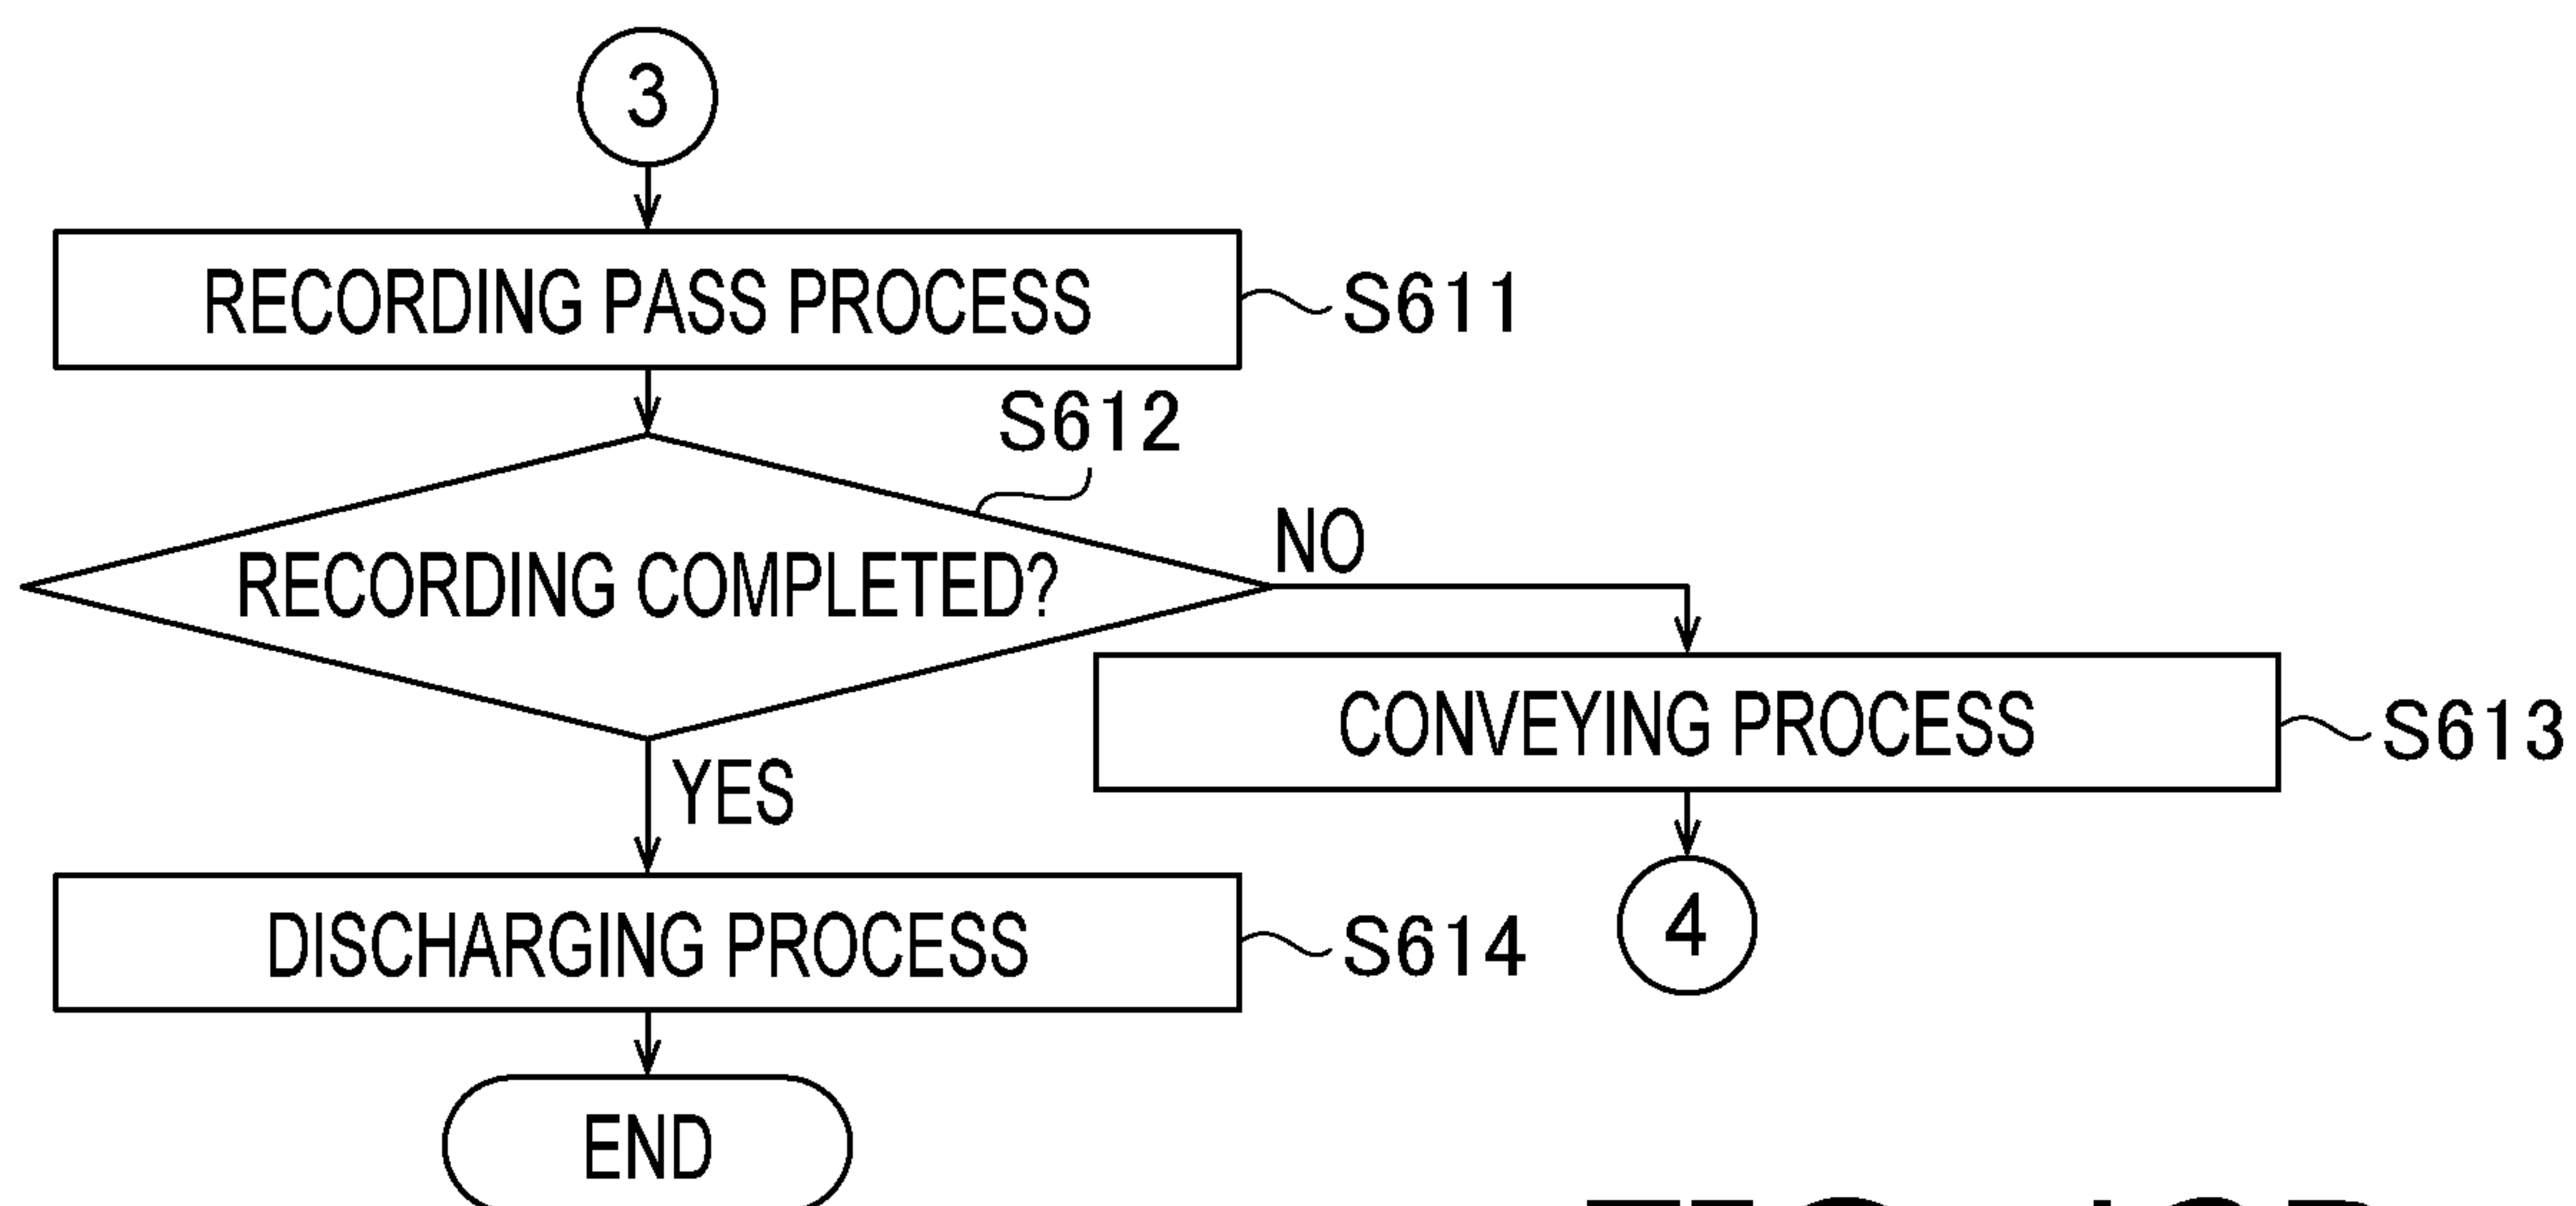 3
RECORDING PASS PROCESS
S611
S612
RECORDING COMPLETED?
NO
CONVEYING PROCESS
S613
YES
DISCHARGING PROCESS
S614
4
END